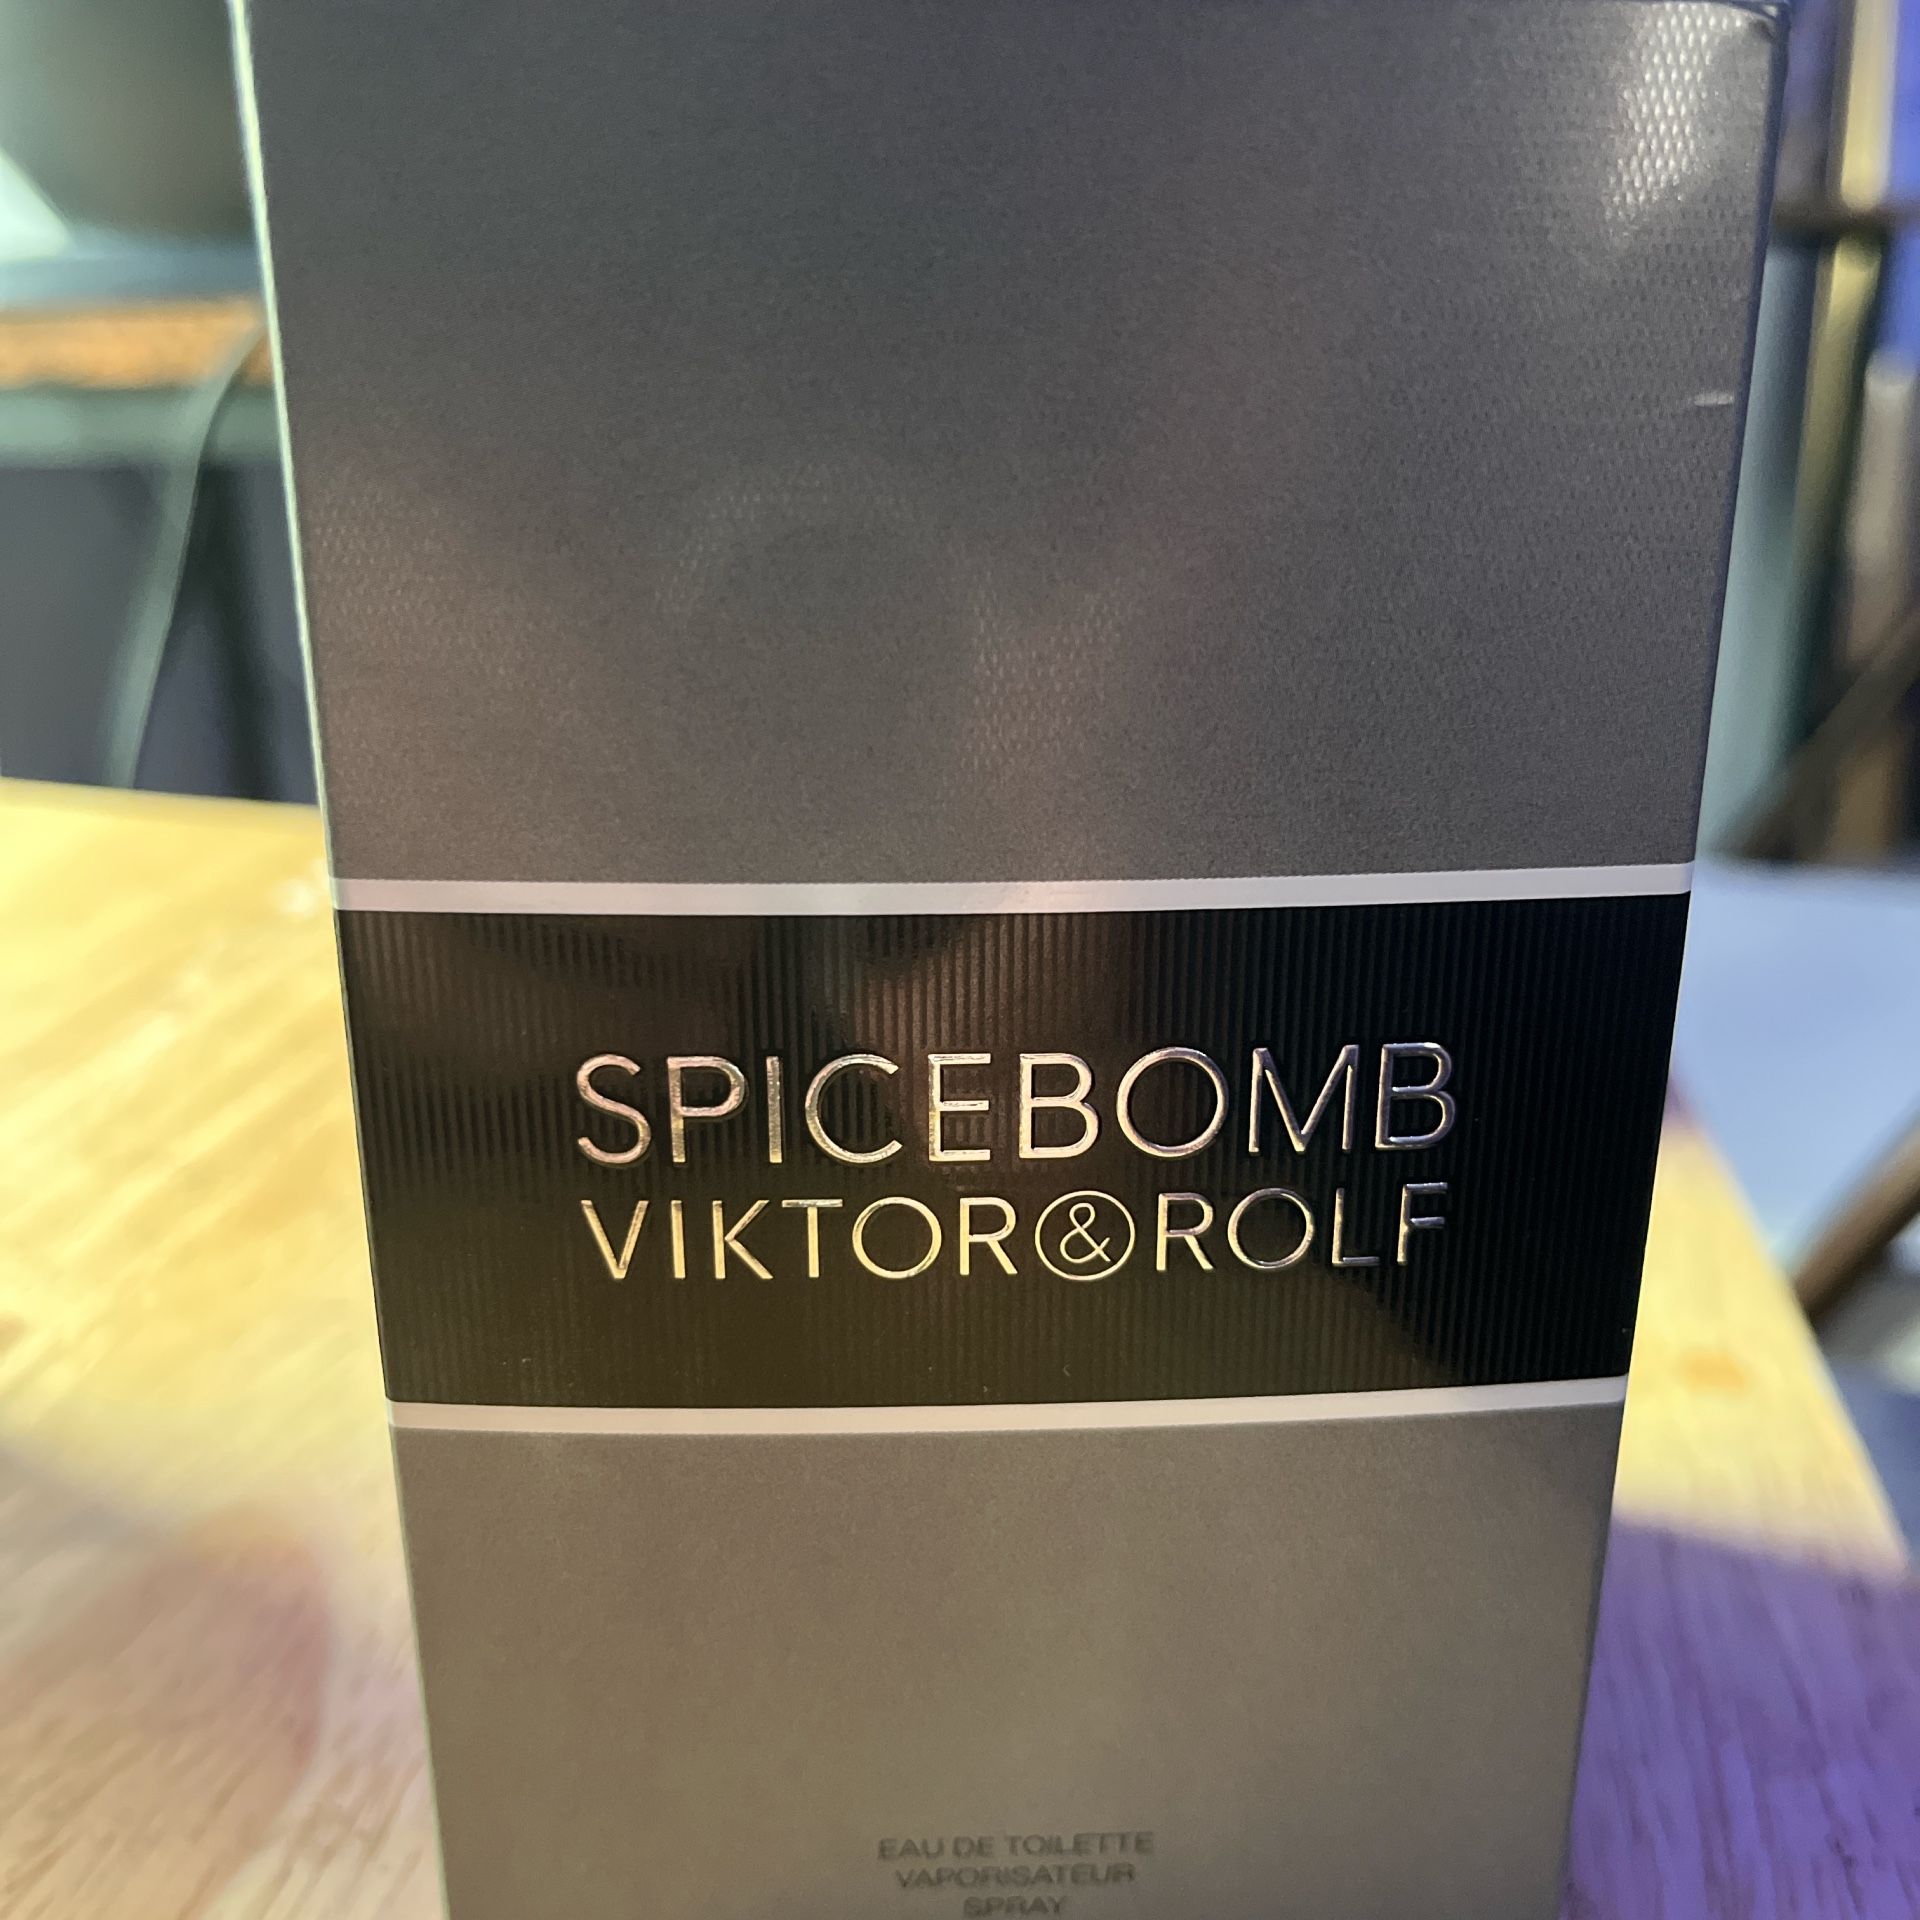 SPICEBOMB
VIKTOR&ROLF
EAU DE TOILETTE
VAPORISATEUR
SPRAY